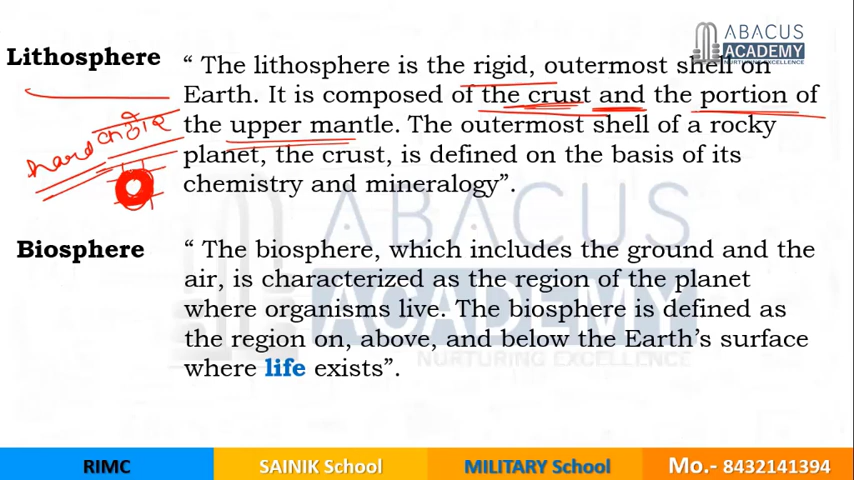 ABACUS
ACADEMY
NURTURING EXCELLENCE
Lithosphere
“ The lithosphere is the rigid, outermost shell on
Earth. It is composed of the crust and the portion of
the upper mantle. The outermost shell of a rocky
planet, the crust, is defined on the basis of its
chemistry and mineralogy”.
hard कठोर
ABACUS
ACADEMY
NURTURING EXCELLENCE
Biosphere
“ The biosphere, which includes the ground and the
air, is characterized as the region of the planet
where organisms live. The biosphere is defined as
the region on, above, and below the Earth’s surface
where life exists”.
RIMC
SAINIK School
MILITARY School
Mo.- 8432141394